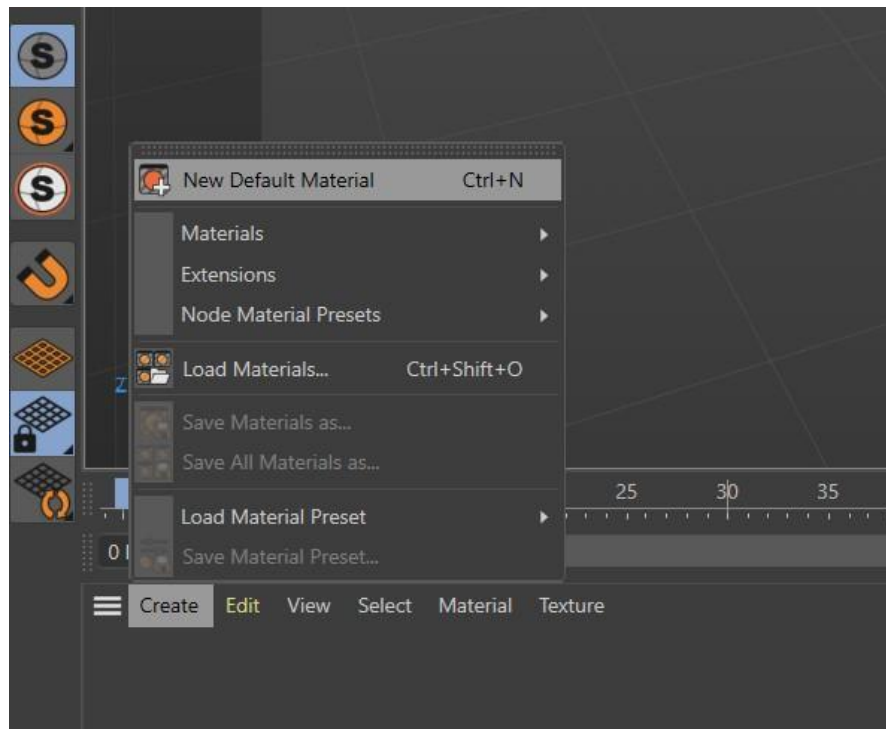 S
S
S
New Default Material Ctrl+N
Materials
Extensions
Node Material Presets
Load Materials... Ctrl+Shift+O
Z
Save Materials as...
Save All Materials as...
25 30 35
Load Material Preset
0
Save Material Preset...
Create Edit View Select Material Texture